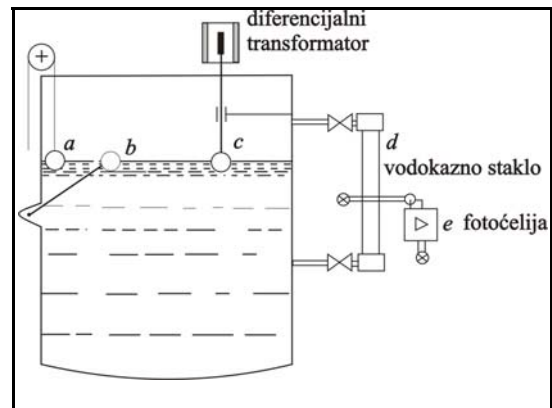 diferencijalni
transformator
a
b
c
d
vodokazno staklo
e fotoćelija